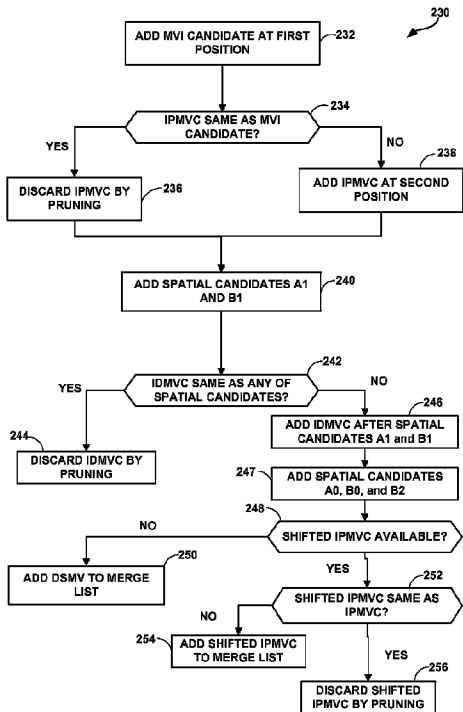 230
ADD MVI CANDIDATE AT FIRST
POSITION
232
234
IPMVC SAME AS MVI
CANDIDATE?
YES
NO
236
238
DISCARD IPMVC BY
PRUNING
ADD IPMVC AT SECOND
POSITION
ADD SPATIAL CANDIDATES A1
AND B1
240
242
IDMVC SAME AS ANY OF
SPATIAL CANDIDATES?
YES
NO
244
246
DISCARD IDMVC BY
PRUNING
ADD IDMVC AFTER SPATIAL
CANDIDATES A1 and B1
247
ADD SPATIAL CANDIDATES
A0, B0, and B2
248
NO
SHIFTED IPMVC AVAILABLE?
250
ADD DSMV TO MERGE
LIST
YES
252
SHIFTED IPMVC SAME AS
IPMVC?
NO
254
ADD SHIFTED IPMVC
TO MERGE LIST
YES
256
DISCARD SHIFTED
IPMVC BY PRUNING